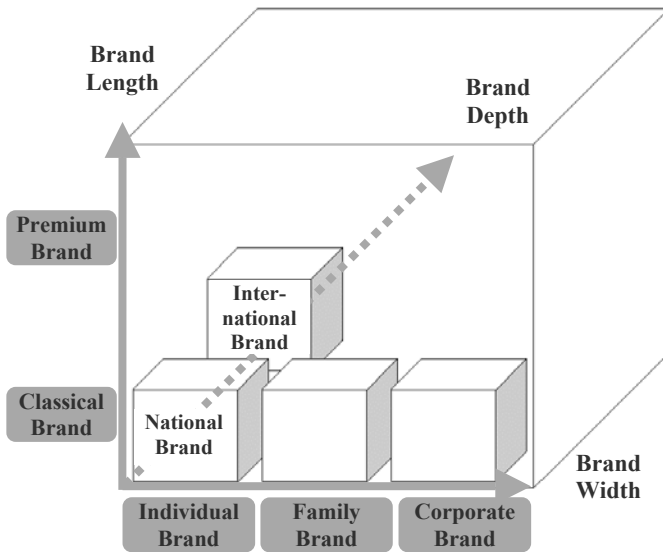 Brand
Length
Brand
Depth
Premium
Brand
Inter-
national
Brand
Classical
Brand
National
Brand
Brand
Width
Individual
Brand
Family
Brand
Corporate
Brand